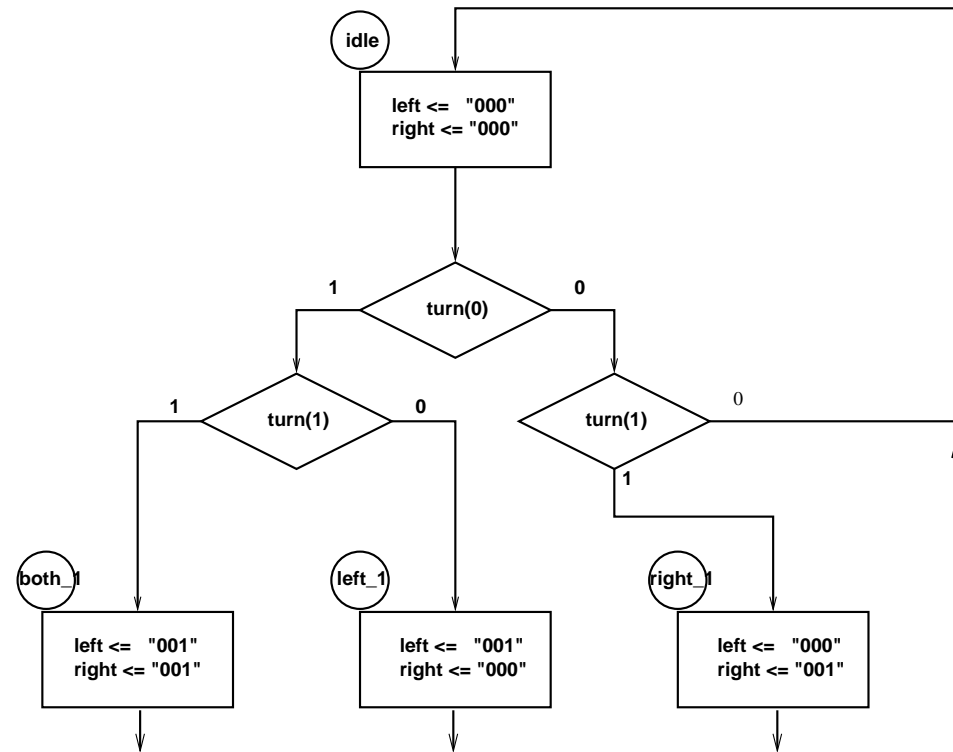 idle
left <= "000"
right <= "000"
1
0
turn(0)
1
turn(1)
0
turn(1)
0
1
both_1
left_1
right_1
left <= "001"
right <= "001"
left <= "001"
right <= "000"
left <= "000"
right <= "001"